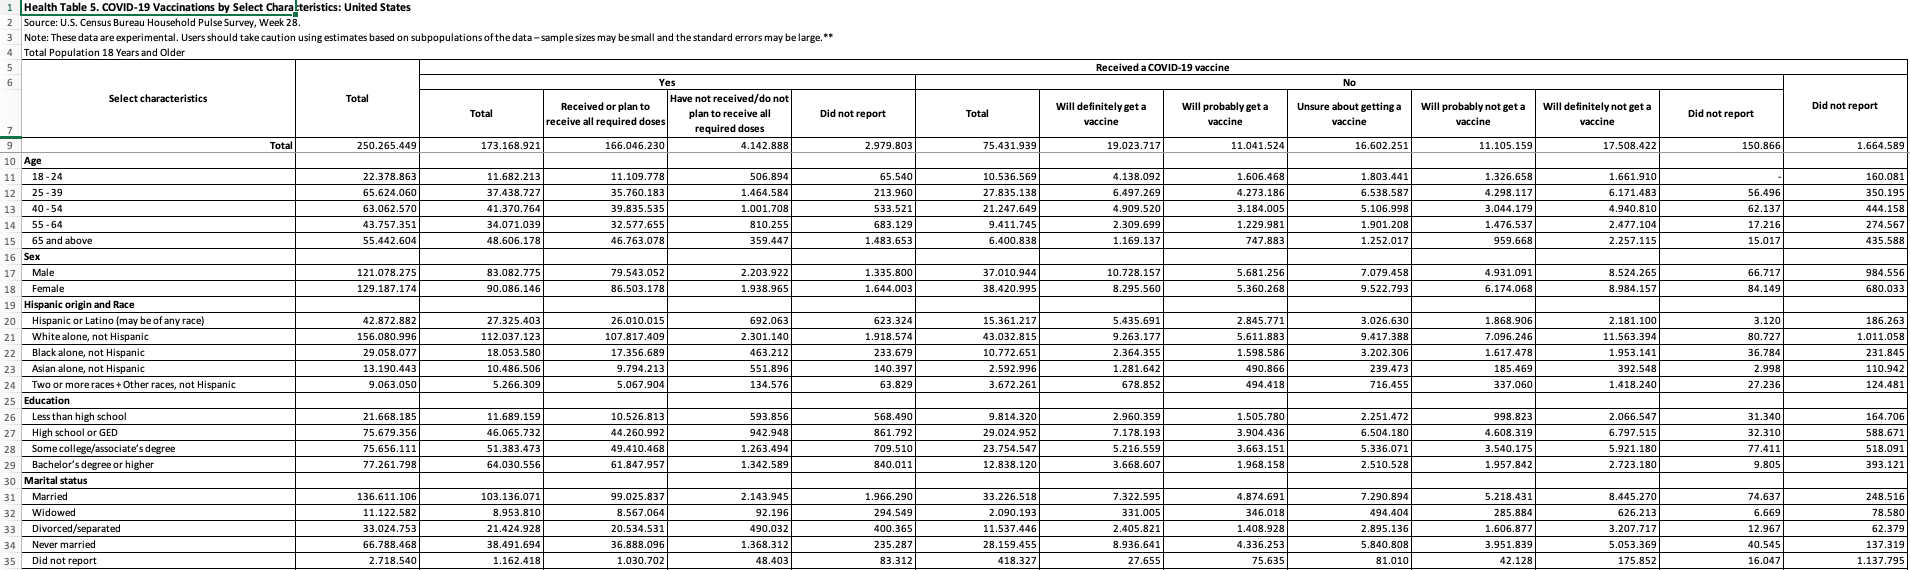 1 Health Table 5. COVID-19 Vaccinations by Select Characteristics: United States
2 Source: U.S. Census Bureau Household Pulse Survey, Week 28.
3 Note: These data are experimental. Users should take caution using estimates based on subpopulations of the data – sample sizes may be small and the standard errors may be large.**
4 Total Population 18 Years and Older
5 Received a COVID-19 vaccine
6 Yes No
7 Select characteristics Total Total Received or plan to receive all required doses Have not received/do not plan to receive all required doses Did not report Total Will definitely get a vaccine Will probably get a vaccine Unsure about getting a vaccine Will probably not get a vaccine Will definitely not get a vaccine Did not report Did not report
9 Total 250.265.449 173.168.921 166.046.230 4.142.888 2.979.803 75.431.939 19.023.717 11.041.524 16.602.251 11.105.159 17.508.422 150.866 1.664.589
10 Age
11 18 - 24 22.378.863 11.682.213 11.109.778 506.894 65.540 10.536.569 4.138.092 1.606.468 1.803.441 1.326.658 1.661.910 - 160.081
12 25 - 39 65.624.060 37.438.727 35.760.183 1.464.584 213.960 27.835.138 6.497.269 4.273.186 6.538.587 4.298.117 6.171.483 56.496 350.195
13 40 - 54 63.062.570 41.370.764 39.835.535 1.001.708 533.521 21.247.649 4.909.520 3.184.005 5.106.998 3.044.179 4.940.810 62.137 444.158
14 55 - 64 43.757.351 34.071.039 32.577.655 810.255 683.129 9.411.745 2.309.699 1.229.981 1.901.208 1.476.537 2.477.104 17.216 274.567
15 65 and above 55.442.604 48.606.178 46.763.078 359.447 1.483.653 6.400.838 1.169.137 747.883 1.252.017 959.668 2.257.115 15.017 435.588
16 Sex
17 Male 121.078.275 83.082.775 79.543.052 2.203.922 1.335.800 37.010.944 10.728.157 5.681.256 7.079.458 4.931.091 8.524.265 66.717 984.556
18 Female 129.187.174 90.086.146 86.503.178 1.938.965 1.644.003 38.420.995 8.295.560 5.360.268 9.522.793 6.174.068 8.984.157 84.149 680.033
19 Hispanic origin and Race
20 Hispanic or Latino (may be of any race) 42.872.882 27.325.403 26.010.015 692.063 623.324 15.361.217 5.435.691 2.845.771 3.026.630 1.868.906 2.181.100 3.120 186.263
21 White alone, not Hispanic 156.080.996 112.037.123 107.817.409 2.301.140 1.918.574 43.032.815 9.263.177 5.611.883 9.417.388 7.096.246 11.563.394 80.727 1.011.058
22 Black alone, not Hispanic 29.058.077 18.053.580 17.356.689 463.212 233.679 10.772.651 2.364.355 1.598.586 3.202.306 1.617.478 1.953.141 36.784 231.845
23 Asian alone, not Hispanic 13.190.443 10.486.506 9.794.213 551.896 140.397 2.592.996 1.281.642 490.866 239.473 185.469 392.548 2.998 110.942
24 Two or more races + Other races, not Hispanic 9.063.050 5.266.309 5.067.904 134.576 63.829 3.672.261 678.852 494.418 716.455 337.060 1.418.240 27.236 124.481
25 Education
26 Less than high school 21.668.185 11.689.159 10.526.813 593.856 568.490 9.814.320 2.960.359 1.505.780 2.251.472 998.823 2.066.547 31.340 164.706
27 High school or GED 75.679.356 46.065.732 44.260.992 942.948 861.792 29.024.952 7.178.193 3.904.436 6.504.180 4.608.319 6.797.515 32.310 588.671
28 Some college/associate's degree 75.656.111 51.383.473 49.410.468 1.263.494 709.510 23.754.547 5.216.559 3.663.151 5.336.071 3.540.175 5.921.180 77.411 518.091
29 Bachelor's degree or higher 77.261.798 64.030.556 61.847.957 1.342.589 840.011 12.838.120 3.668.607 1.968.158 2.510.528 1.957.842 2.723.180 9.805 393.121
30 Marital status
31 Married 136.611.106 103.136.071 99.025.837 2.143.945 1.966.290 33.226.518 7.322.595 4.874.691 7.290.894 5.218.431 8.445.270 74.637 248.516
32 Widowed 11.122.582 8.953.810 8.567.064 92.196 294.549 2.090.193 331.005 346.018 494.404 285.884 626.213 6.669 78.580
33 Divorced/separated 33.024.753 21.424.928 20.534.531 490.032 400.365 11.537.446 2.405.821 1.408.928 2.895.136 1.606.877 3.207.717 12.967 62.379
34 Never married 66.788.468 38.491.694 36.888.096 1.368.312 235.287 28.159.455 8.936.641 4.336.253 5.840.808 3.951.839 5.053.369 40.545 137.319
35 Did not report 2.718.540 1.162.418 1.030.702 48.403 83.312 418.327 27.655 75.635 81.010 42.128 175.852 16.047 1.137.795